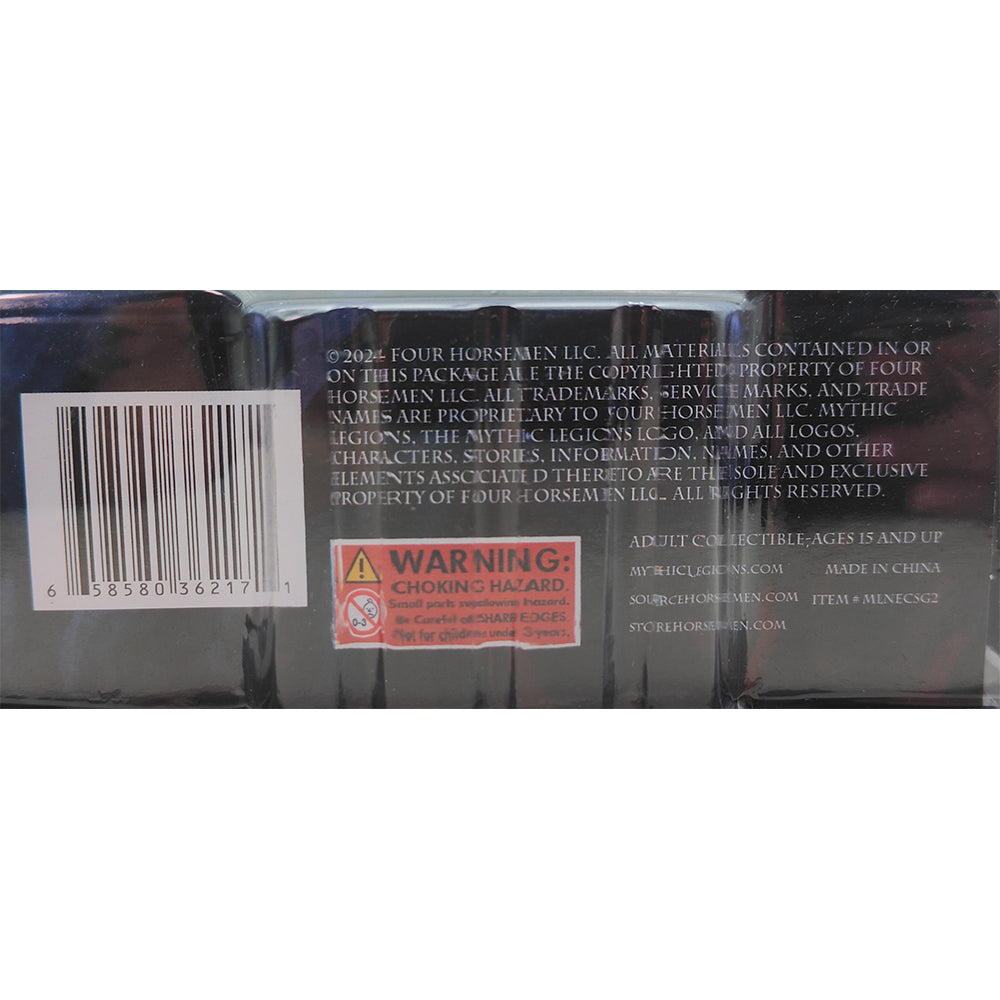 © 2024 FOUR HORSEMEN LLC. ALL MATERIALS CONTAINED IN OR
ON THIS PACKAGE ARE THE COPYRIGHTED PROPERTY OF FOUR
HORSEMEN LLC. ALL TRADEMARKS, SERVICE MARKS, AND TRADE
NAMES ARE PROPRIETARY TO FOUR HORSEMEN LLC. MYTHIC
LEGIONS, THE MYTHIC LEGIONS LOGO, AND ALL LOGOS,
CHARACTERS, STORIES, INFORMATION, NAMES, AND OTHER
ELEMENTS ASSOCIATED THERETO ARE THE SOLE AND EXCLUSIVE
PROPERTY OF FOUR HORSEMEN LLC. ALL RIGHTS RESERVED.
6 58580 36217 1
WARNING:
CHOKING HAZARD.
Small parts swallowing hazard.
Be Careful of SHARP EDGES.
Not for children under 3 years.
0-3
ADULT COLLECTIBLE-AGES 15 AND UP
MYTHICLEGIONS.COM MADE IN CHINA
SOURCEHORSEMEN.COM ITEM # MLNECSG2
STOREHORSEMEN.COM